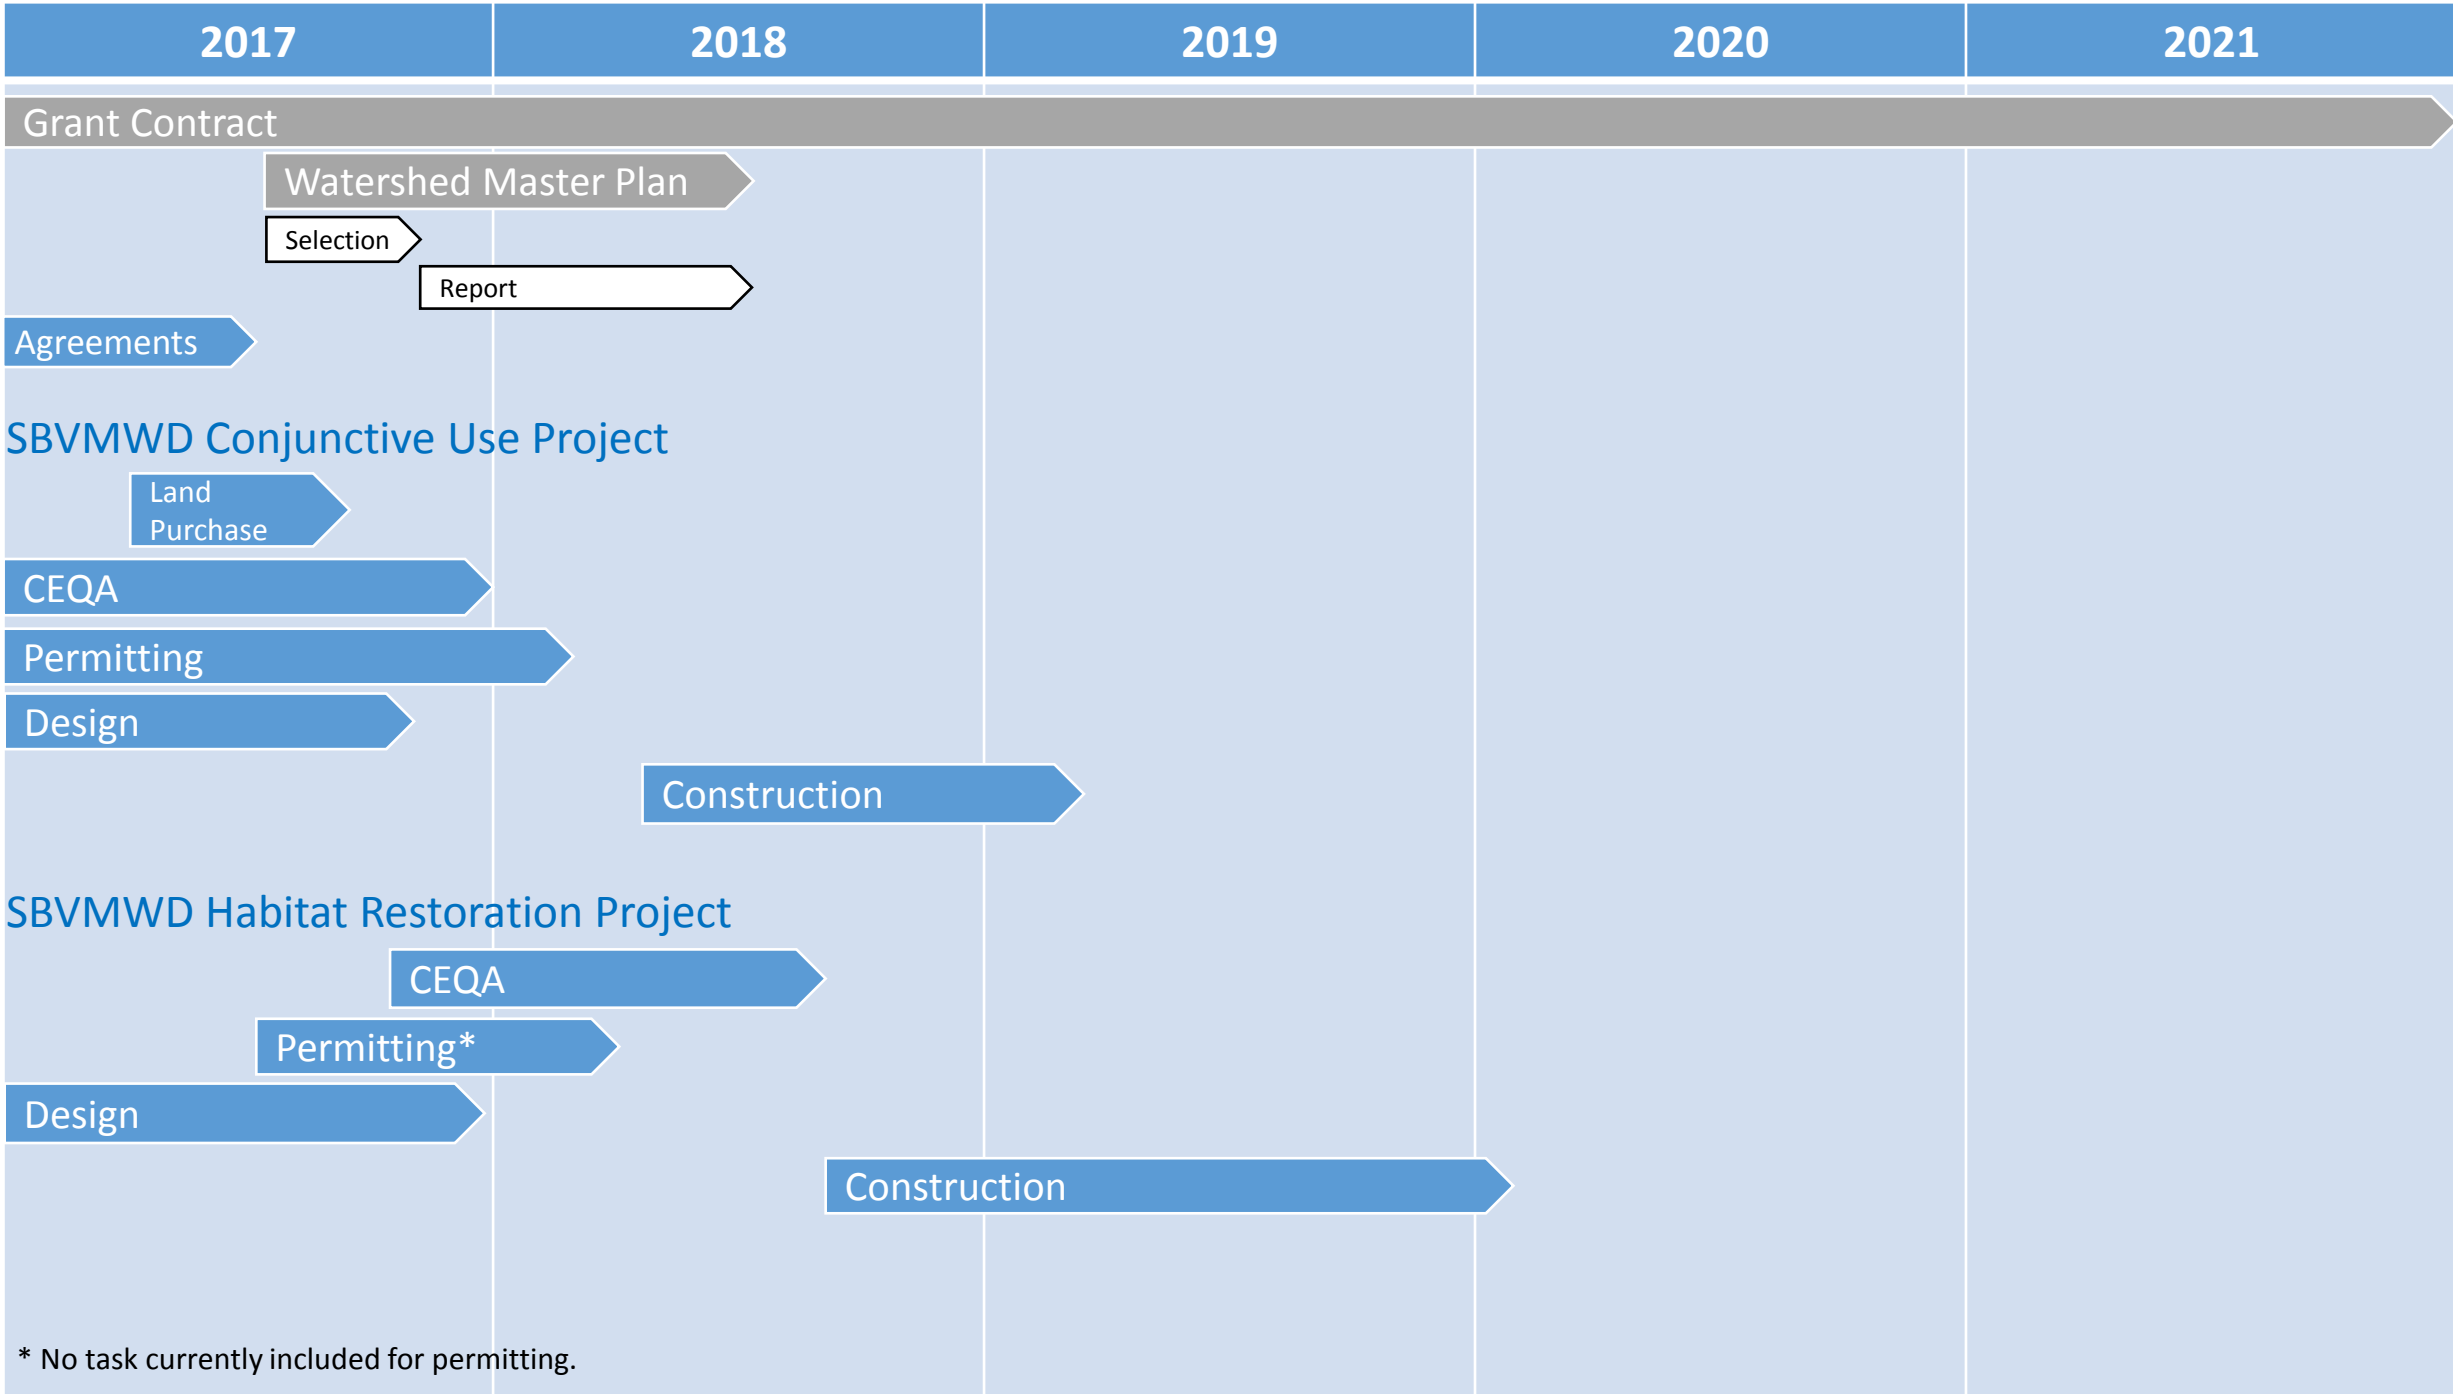 2017 2018 2019 2020 2021
Grant Contract
Watershed Master Plan
Selection
Report
Agreements
SBVMWD Conjunctive Use Project
Land
Purchase
CEQA
Permitting
Design
Construction
SBVMWD Habitat Restoration Project
CEQA
Permitting*
Design
Construction
* No task currently included for permitting.